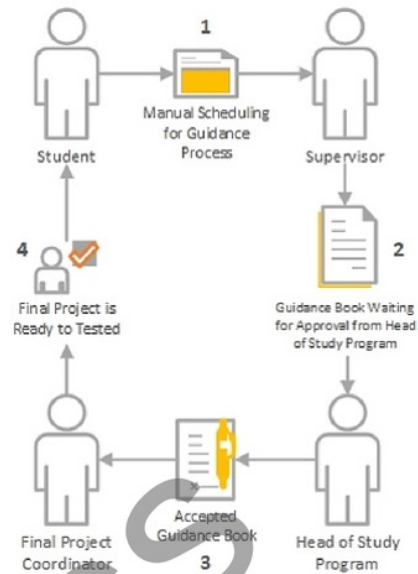 1
Manual Scheduling
for Guidance
Process
Student
Supervisor
4
2
Final Project is
Ready to Tested
Guidance Book Waiting
for Approval from Head
of Study Program
Accepted
Guidance Book
Final Project
Coordinator
3
Head of Study
Program